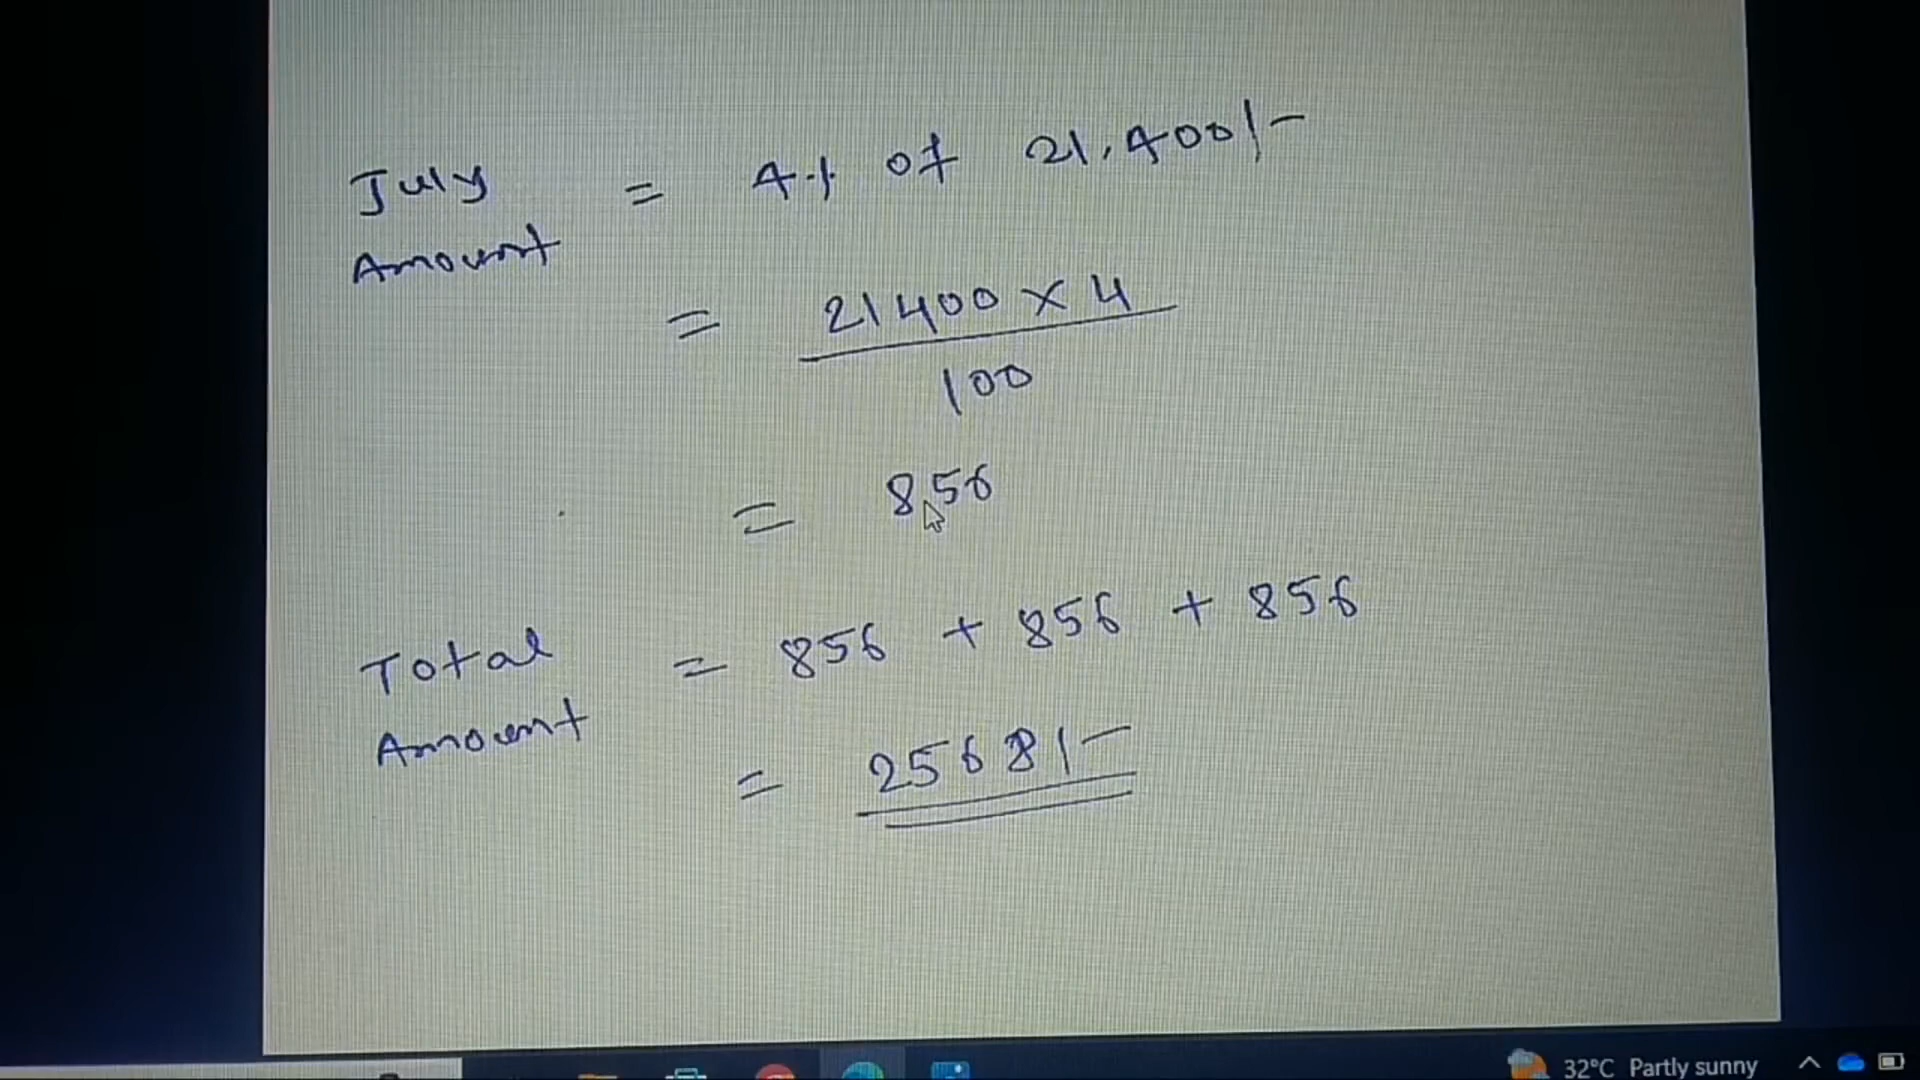 July = 4% of 21,400/-
Amount
= 21400 × 4
100
= 856
Total = 856 + 856 + 856
Amount
= 2568/-
32°C Partly sunny